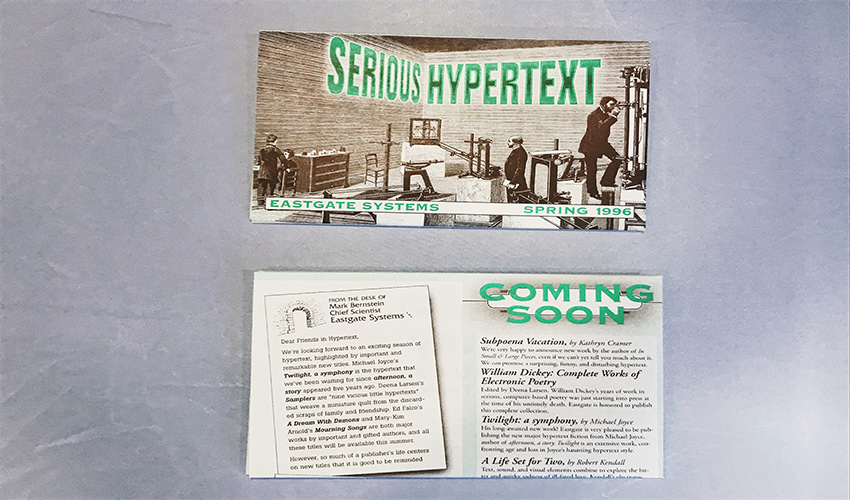 SERIOUS HYPERTEXT
EASTGATE SYSTEMS
SPRING 1996
FROM THE DESK OF
Mark Bernstein
Chief Scientist
Eastgate Systems
Dear Friends in Hypertext,
We're looking forward to an exciting season of
hypertext, highlighted by important and
remarkable new titles. Michael Joyce's
Twilight, a symphony is the hypertext that
we've been waiting for since afternoon, a
story appeared five years ago. Deena Larsen's
Samplers are "nine vicious little hypertexts"
that weave a miniature quilt from the discard-
ed scraps of family and friendship. Ed Falco's
A Dream With Demons and Mary-Kim
Arnold's Mourning Songs are both major
works by important and gifted authors, and all
these titles will be available this summer.
However, so much of a publisher's life centers
on new titles that it is good to be reminded
COMING
SOON
Subpoena Vacation, by Kathryn Cramer
We're very happy to announce new work by the author of In
Small & Large Pieces, even if we can't yet tell you much about it.
We can promise a surprising, funny, and disturbing hypertext.
William Dickey: Complete Works of
Electronic Poetry
Edited by Deena Larsen, William Dickey's years of work in
serious, computer-based poetry was just starting into press at
the time of his untimely death. Eastgate is honored to publish
this complete collection.
Twilight: a symphony, by Michael Joyce
His long-awaited new work! Eastgate is very pleased to be pub-
lishing the new major hypertext fiction from Michael Joyce,
author of afternoon, a story. Twilight is an extensive work, con-
fronting age and loss in Joyce's haunting hypertext style.
A Life Set for Two, by Robert Kendall
Text, sound, and visual elements combine to explore the bit-